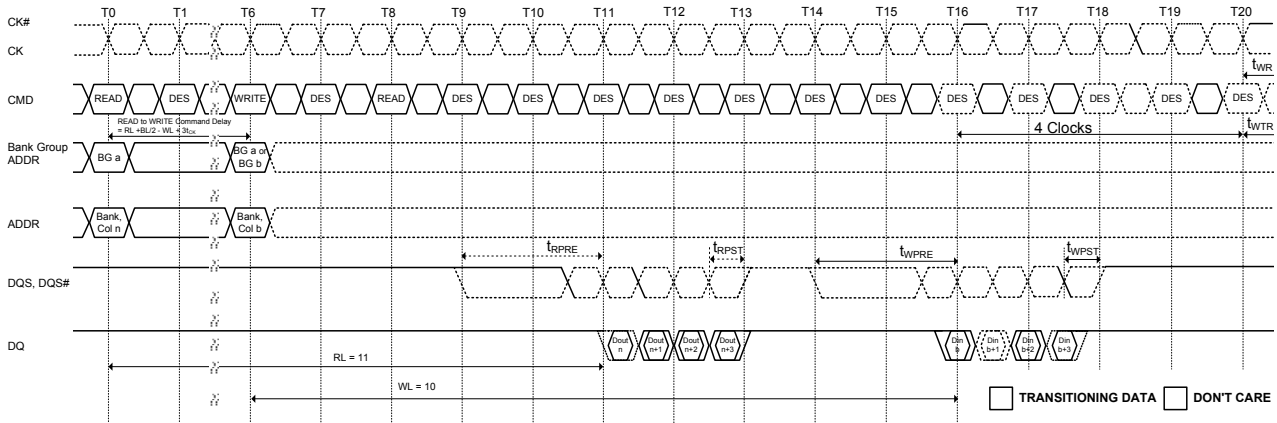 T0 T1 T6 T7 T8 T9 T10 T11 T12 T13 T14 T15 T16 T17 T18 T19 T20
CK#
CK
tWR
CMD READ DES WRITE DES READ DES DES DES DES DES DES DES DES DES DES DES DES
READ to WRITE Command Delay
= RL +BL/2 - WL + 3tCK
4 Clocks
tWTR
Bank Group
ADDR
BG a
BG a or
BG b
ADDR
Bank,
Col n
Bank,
Col b
tRPRE tRPST tWPRE tWPST
DQS, DQS#
DQ
Dout
n
Dout
n+1
Dout
n+2
Dout
n+3
Din
b
Din
b+1
Din
b+2
Din
b+3
RL = 11
WL = 10
TRANSITIONING DATA DON'T CARE